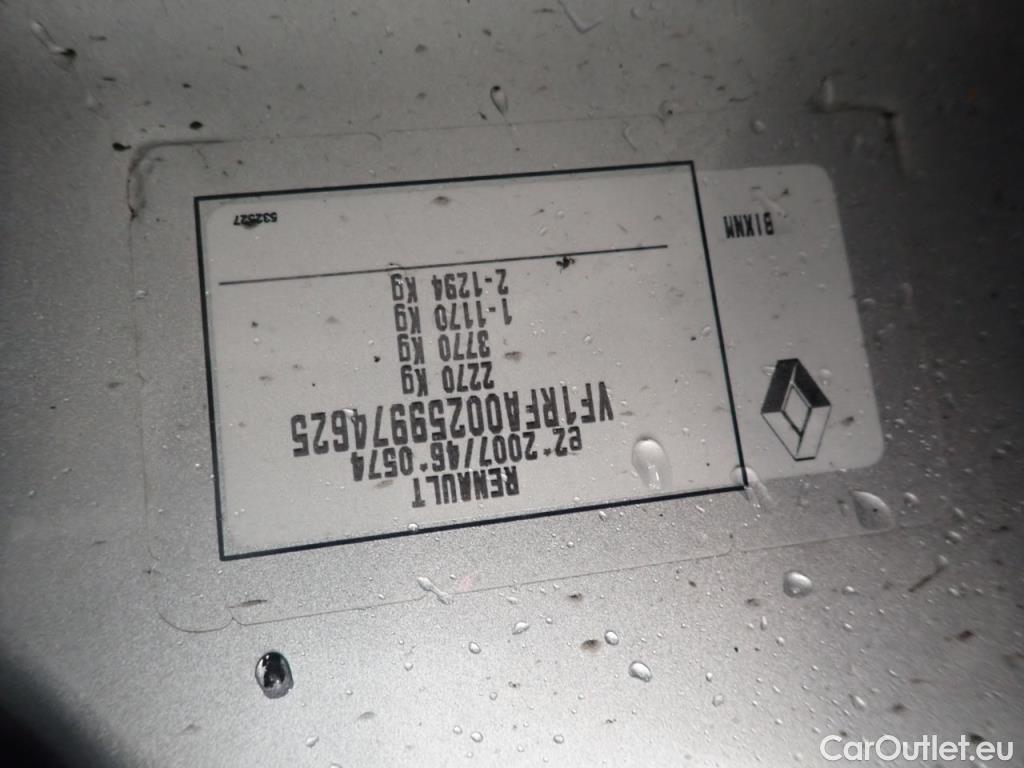 RENAULT
e2*2007/46*0574
VF1RFA00259974625
2270 Kg
3770 Kg
1-1170 Kg
2-1294 Kg
532527
B1XNM
CarOutlet.eu